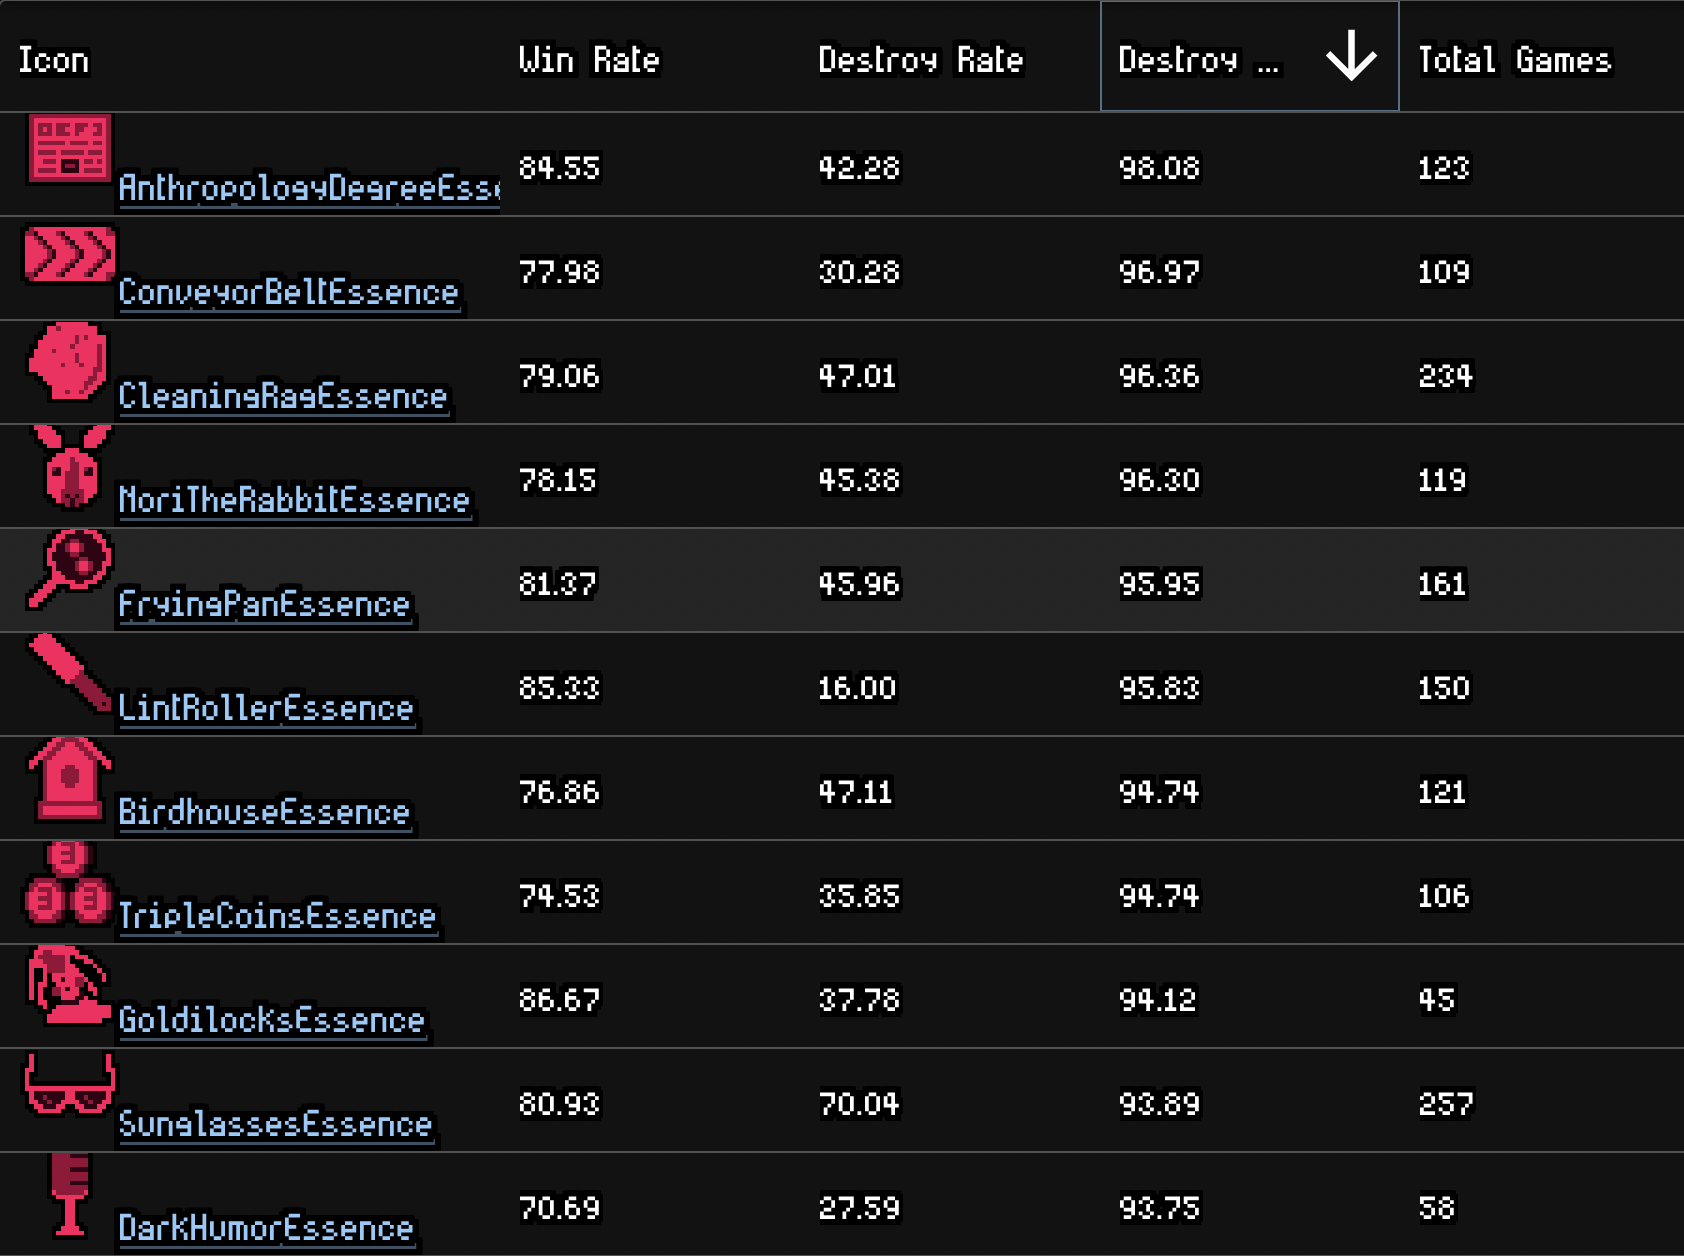 Icon Win Rate Destroy Rate Destroy ... Total Games
AnthropologyDegreeEsse 84.55 42.28 98.08 123
ConveyorBeltEssence 77.98 30.28 96.97 109
CleaningRagEssence 79.06 47.01 96.36 234
NoriTheRabbitEssence 78.15 45.38 96.30 119
FryingPanEssence 81.37 45.96 95.95 161
LintRollerEssence 85.33 16.00 95.83 150
BirdhouseEssence 76.86 47.11 94.74 121
TripleCoinsEssence 74.53 35.85 94.74 106
GoldilocksEssence 86.67 37.78 94.12 45
SunglassesEssence 80.93 70.04 93.89 257
DarkHumorEssence 70.69 27.59 93.75 58